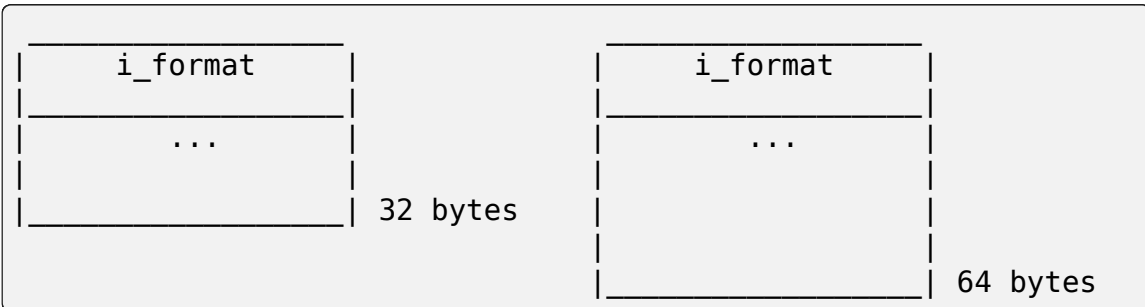 i_format i_format
... ...
32 bytes
64 bytes